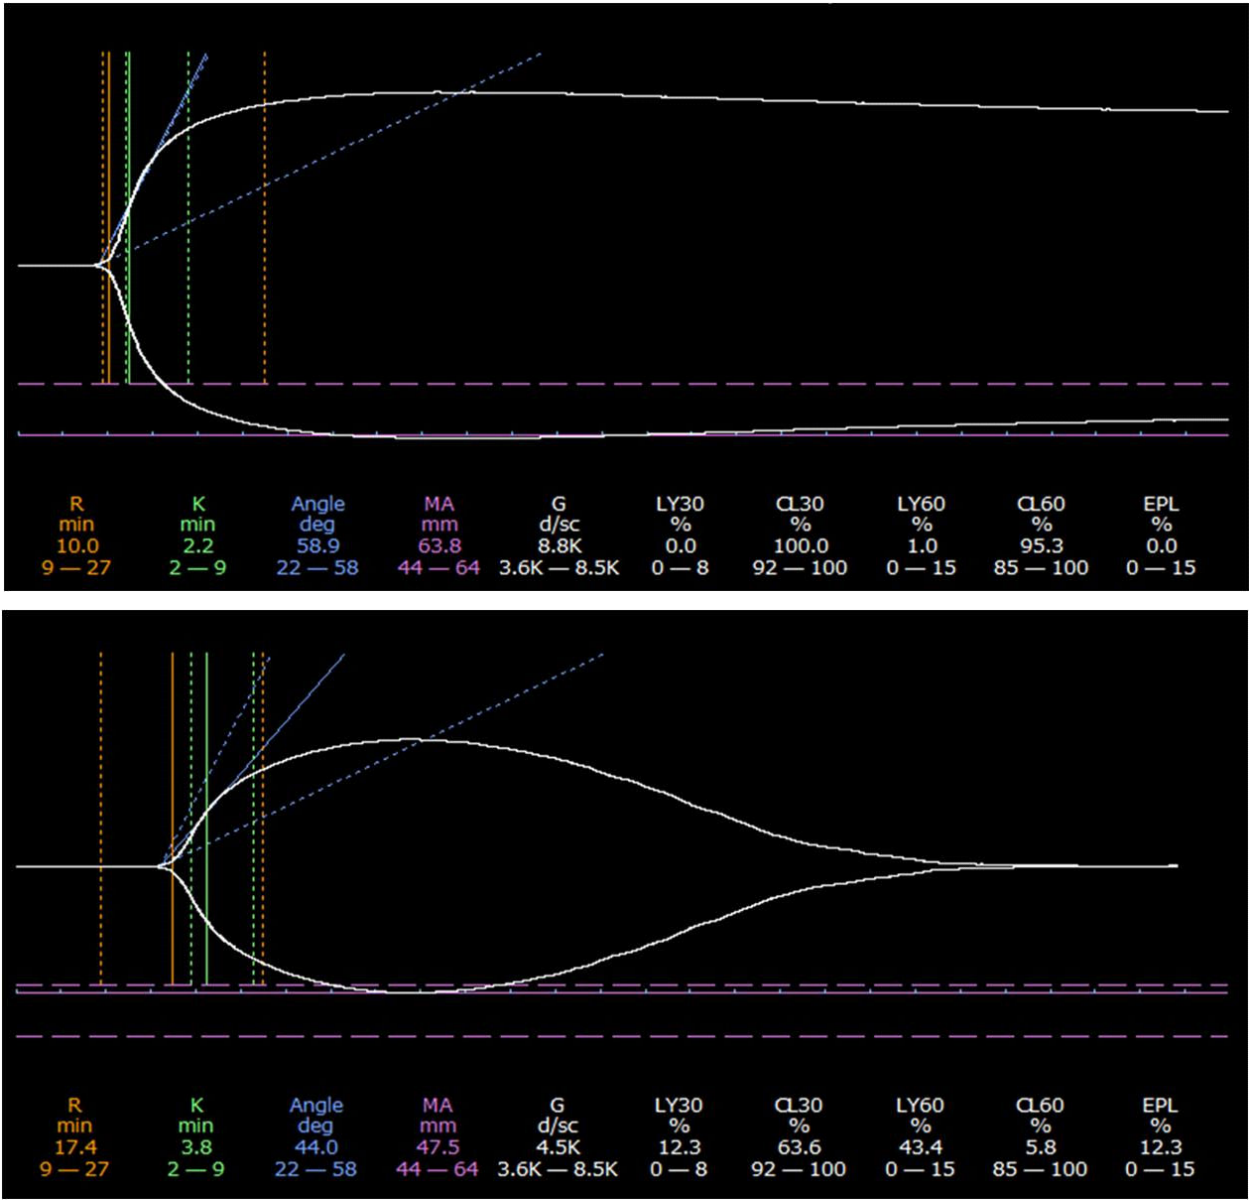 R K Angle MA G LY30 CL30 LY60 CL60 EPL
min min deg mm d/sc % % % % %
10.0 2.2 58.9 63.8 8.8K 0.0 100.0 1.0 95.3 0.0
9 — 27 2 — 9 22 — 58 44 — 64 3.6K — 8.5K 0 — 8 92 — 100 0 — 15 85 — 100 0 — 15
R K Angle MA G LY30 CL30 LY60 CL60 EPL
min min deg mm d/sc % % % % %
17.4 3.8 44.0 47.5 4.5K 12.3 63.6 43.4 5.8 12.3
9 — 27 2 — 9 22 — 58 44 — 64 3.6K — 8.5K 0 — 8 92 — 100 0 — 15 85 — 100 0 — 15